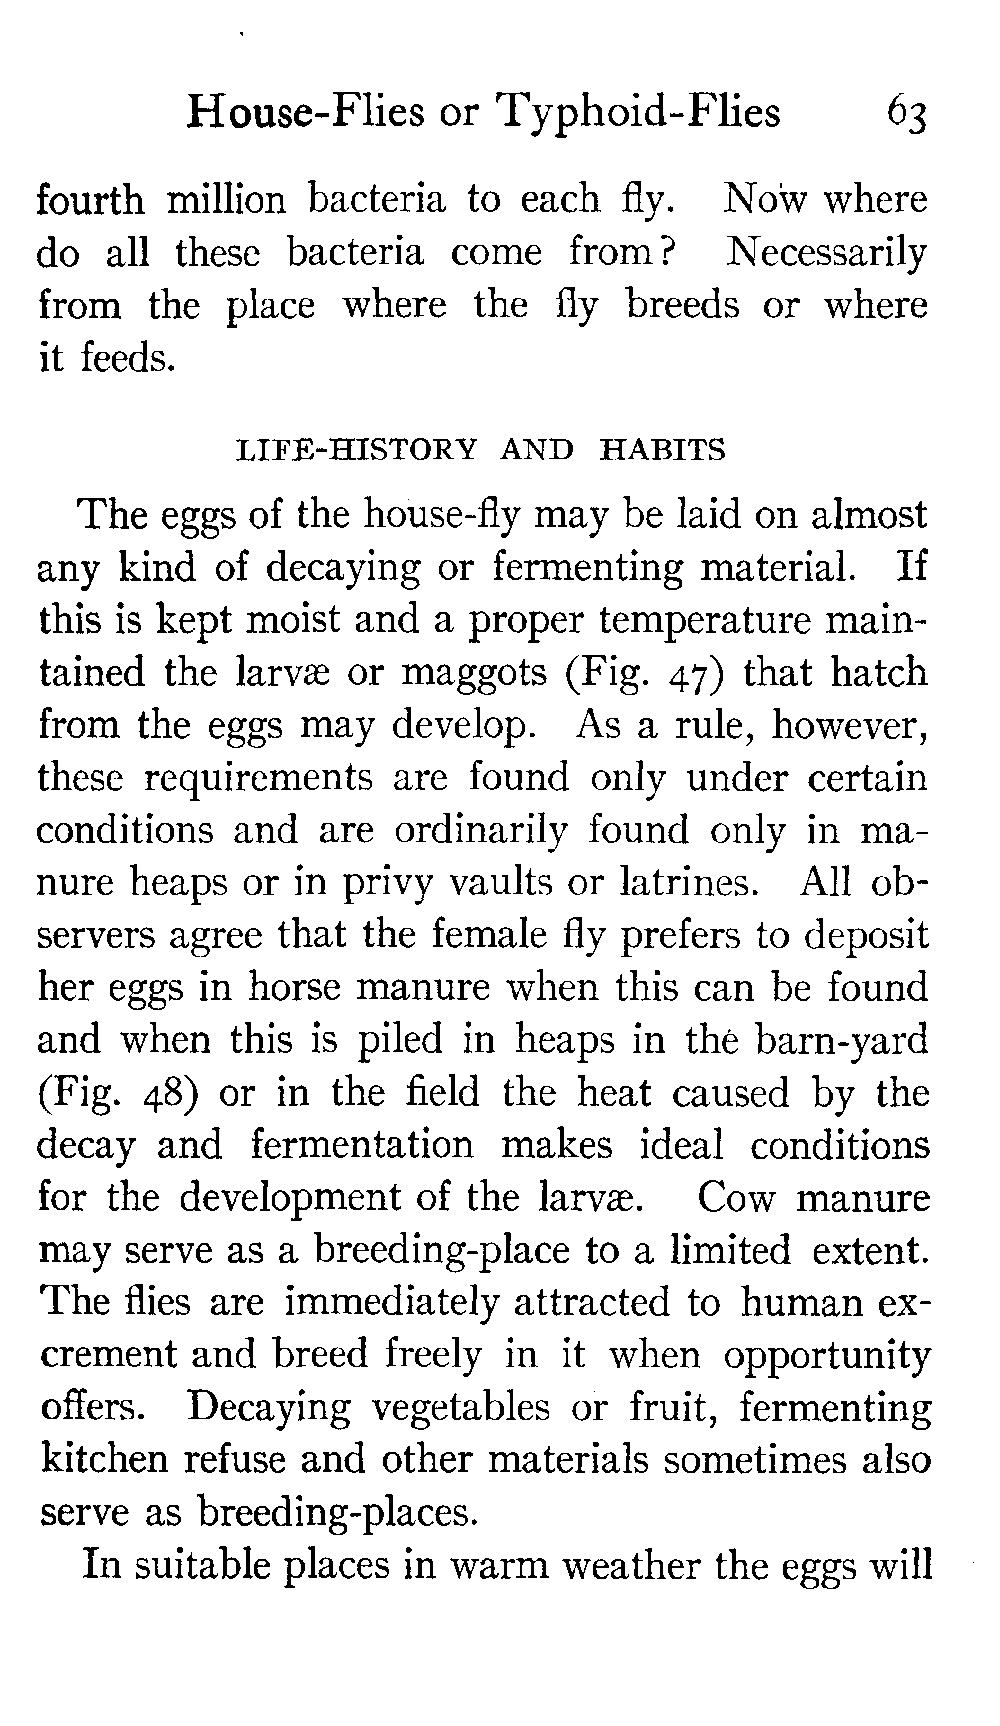 House-Flies or Typhoid-Flies 63
fourth million bacteria to each fly. Now where
do all these bacteria come from? Necessarily
from the place where the fly breeds or where
it feeds.
LIFE-HISTORY AND HABITS
The eggs of the house-fly may be laid on almost
any kind of decaying or fermenting material. If
this is kept moist and a proper temperature main-
tained the larvæ or maggots (Fig. 47) that hatch
from the eggs may develop. As a rule, however,
these requirements are found only under certain
conditions and are ordinarily found only in ma-
nure heaps or in privy vaults or latrines. All ob-
servers agree that the female fly prefers to deposit
her eggs in horse manure when this can be found
and when this is piled in heaps in the barn-yard
(Fig. 48) or in the field the heat caused by the
decay and fermentation makes ideal conditions
for the development of the larvæ. Cow manure
may serve as a breeding-place to a limited extent.
The flies are immediately attracted to human ex-
crement and breed freely in it when opportunity
offers. Decaying vegetables or fruit, fermenting
kitchen refuse and other materials sometimes also
serve as breeding-places.
In suitable places in warm weather the eggs will